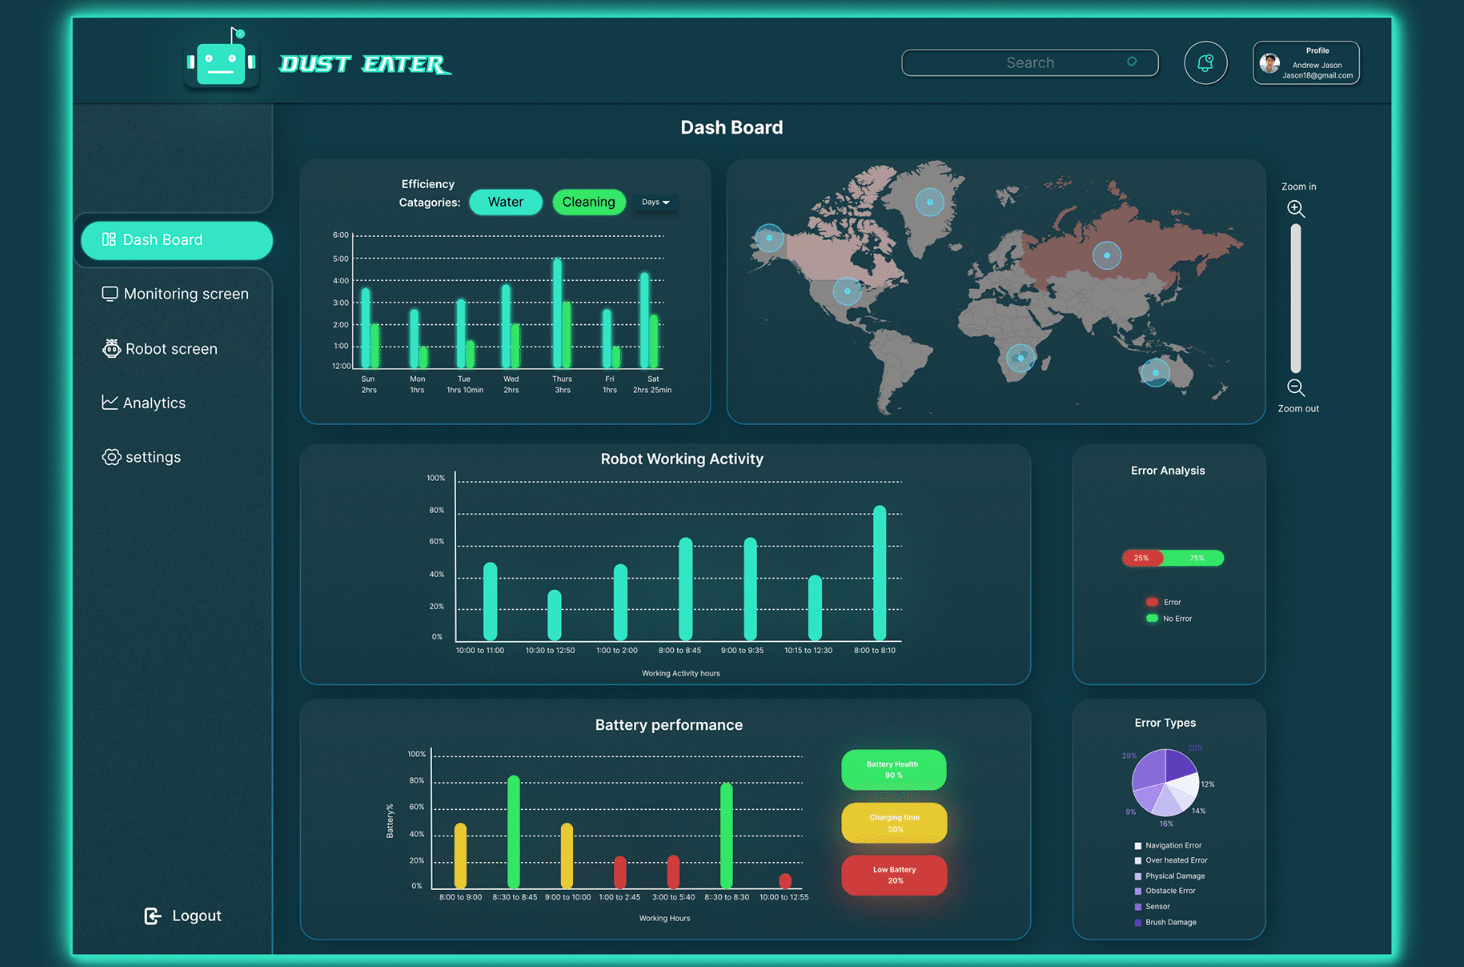 DUST EATER
Search
Profile
Andrew Jason
Jason18@gmail.com
Dash Board
Dash Board
Monitoring screen
Robot screen
Analytics
settings
Logout
Efficiency
Catagories:
Water
Cleaning
Days
6:00
5:00
4:00
3:00
2:00
1:00
12:00
Sun Mon Tue Wed Thurs Fri Sat
2hrs 1hrs 1hrs 10min 2hrs 3hrs 1hrs 2hrs 25min
Zoom in
Zoom out
Robot Working Activity
100%
80%
60%
40%
20%
0%
10:00 to 11:00 10:30 to 12:50 1:00 to 2:00 8:00 to 8:45 9:00 to 9:35 10:15 to 12:30 8:00 to 8:10
Working Activity hours
Error Analysis
25% 75%
Error
No Error
Battery performance
Battery%
100%
80%
60%
40%
20%
0%
8:00 to 9:00 8:30 to 8:45 9:00 to 10:00 1:00 to 2:45 3:00 to 5:40 8:30 to 8:30 10:00 to 12:55
Working Hours
Battery Health
90 %
Charging time
50%
Low Battery
20%
Error Types
20%
29%
12%
9%
14%
16%
Navigation Error
Over heated Error
Physical Damage
Obstacle Error
Sensor
Brush Damage